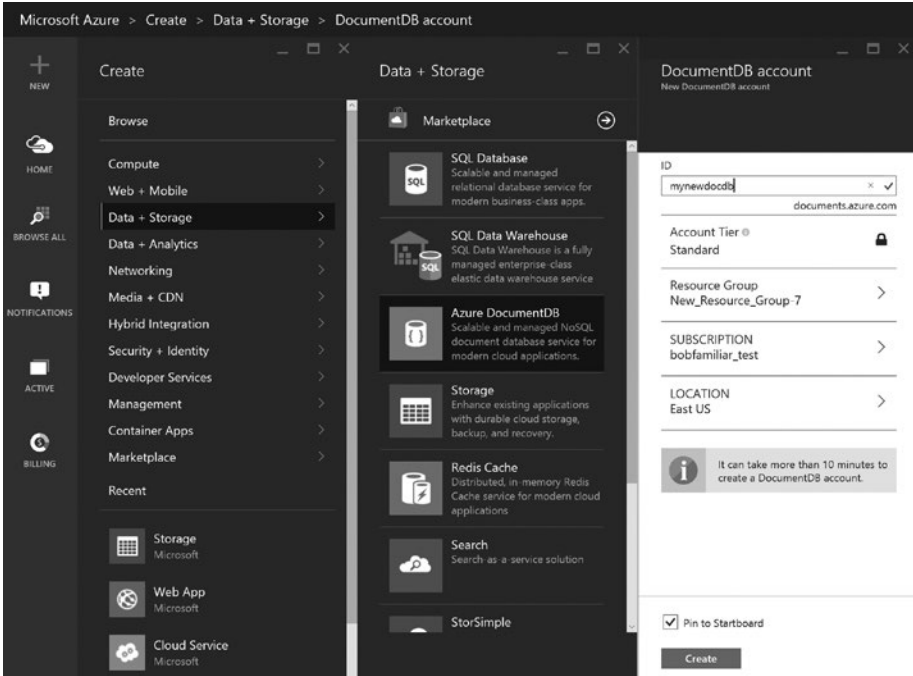 Microsoft Azure > Create > Data + Storage > DocumentDB account
NEW
HOME
BROWSE ALL
NOTIFICATIONS
ACTIVE
BILLING
Create
Browse
Compute
Web + Mobile
Data + Storage
Data + Analytics
Networking
Media + CDN
Hybrid Integration
Security + Identity
Developer Services
Management
Container Apps
Marketplace
Recent
Storage
Microsoft
Web App
Microsoft
Cloud Service
Microsoft
Data + Storage
Marketplace
SQL
SQL Database
Scalable and managed
relational database service for
modern business-class apps.
SQL
SQL Data Warehouse
SQL Data Warehouse is a fully
managed enterprise-class
elastic data warehouse service
Azure DocumentDB
Scalable and managed NoSQL
document database service for
modern cloud applications.
Storage
Enhance existing applications
with durable cloud storage,
backup, and recovery.
Redis Cache
Distributed, in-memory Redis
Cache service for modern cloud
applications
Search
Search-as-a-service solution
StorSimple
DocumentDB account
New DocumentDB account
ID
mynewdocdb
documents.azure.com
Account Tier
Standard
Resource Group
New_Resource_Group-7
SUBSCRIPTION
bobfamiliar_test
LOCATION
East US
It can take more than 10 minutes to
create a DocumentDB account.
Pin to Startboard
Create